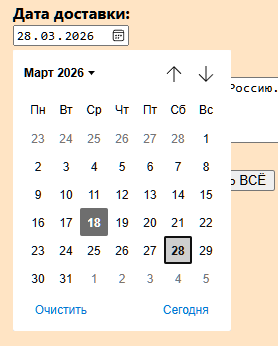 Дата доставки:
28.03.2026
Март 2026
Россию.
Пн Вт Ср Чт Пт Сб Вс
23 24 25 26 27 28 1
2 3 4 5 6 7 8
9 10 11 12 13 14 15
ВСЁ
16 17 18 19 20 21 22
23 24 25 26 27 28 29
30 31 1 2 3 4 5
Очистить Сегодня